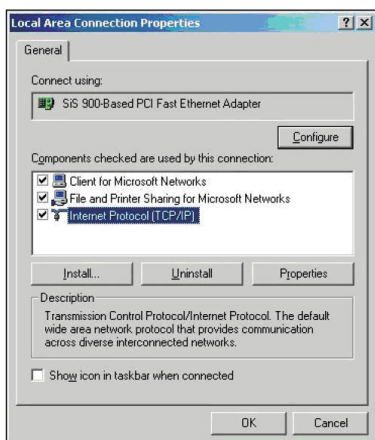 Local Area Connection Properties ? X
General
Connect using:
SiS 900-Based PCI Fast Ethernet Adapter
Configure
Components checked are used by this connection:
Client for Microsoft Networks
File and Printer Sharing for Microsoft Networks
Internet Protocol (TCP/IP)
Install... Uninstall Properties
Description
Transmission Control Protocol/Internet Protocol. The default
wide area network protocol that provides communication
across diverse interconnected networks.
Show icon in taskbar when connected
OK Cancel